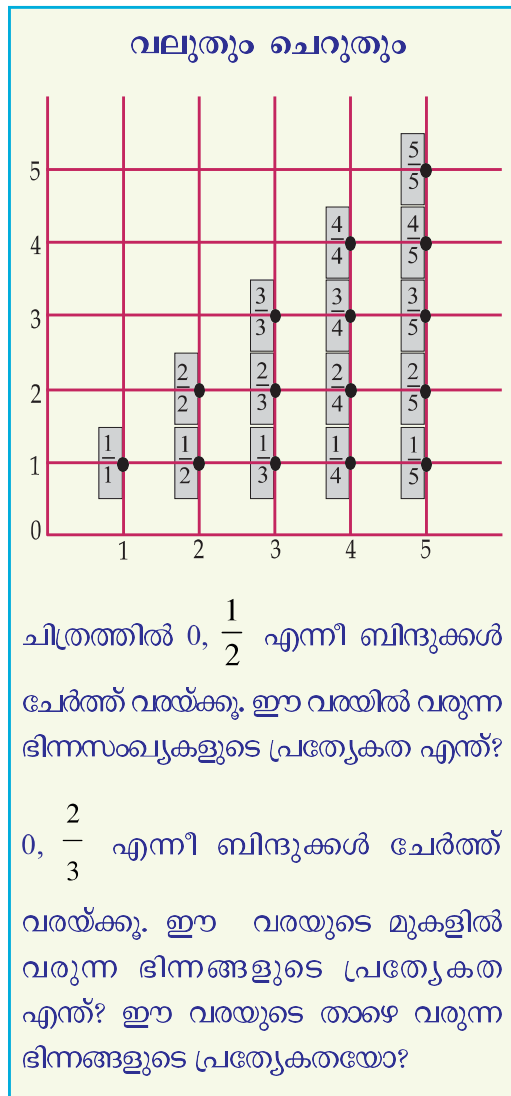 വലുതും ചെറുതും
5/5
5
4/4 4/5
4
3/3 3/4 3/5
3
2/2 2/3 2/4 2/5
2
1/1 1/2 1/3 1/4 1/5
1
0
1 2 3 4 5
ചിത്രത്തിൽ 0, 1/2 എന്നീ ബിന്ദുക്കൾ
ചേർത്ത് വരയ്ക്കൂ. ഈ വരയിൽ വരുന്ന
ഭിന്നസംഖ്യകളുടെ പ്രത്യേകത എന്ത്?
0, 2/3 എന്നീ ബിന്ദുക്കൾ ചേർത്ത്
വരയ്ക്കൂ. ഈ വരയുടെ മുകളിൽ
വരുന്ന ഭിന്നങ്ങളുടെ പ്രത്യേകത
എന്ത്? ഈ വരയുടെ താഴെ വരുന്ന
ഭിന്നങ്ങളുടെ പ്രത്യേകതയോ?